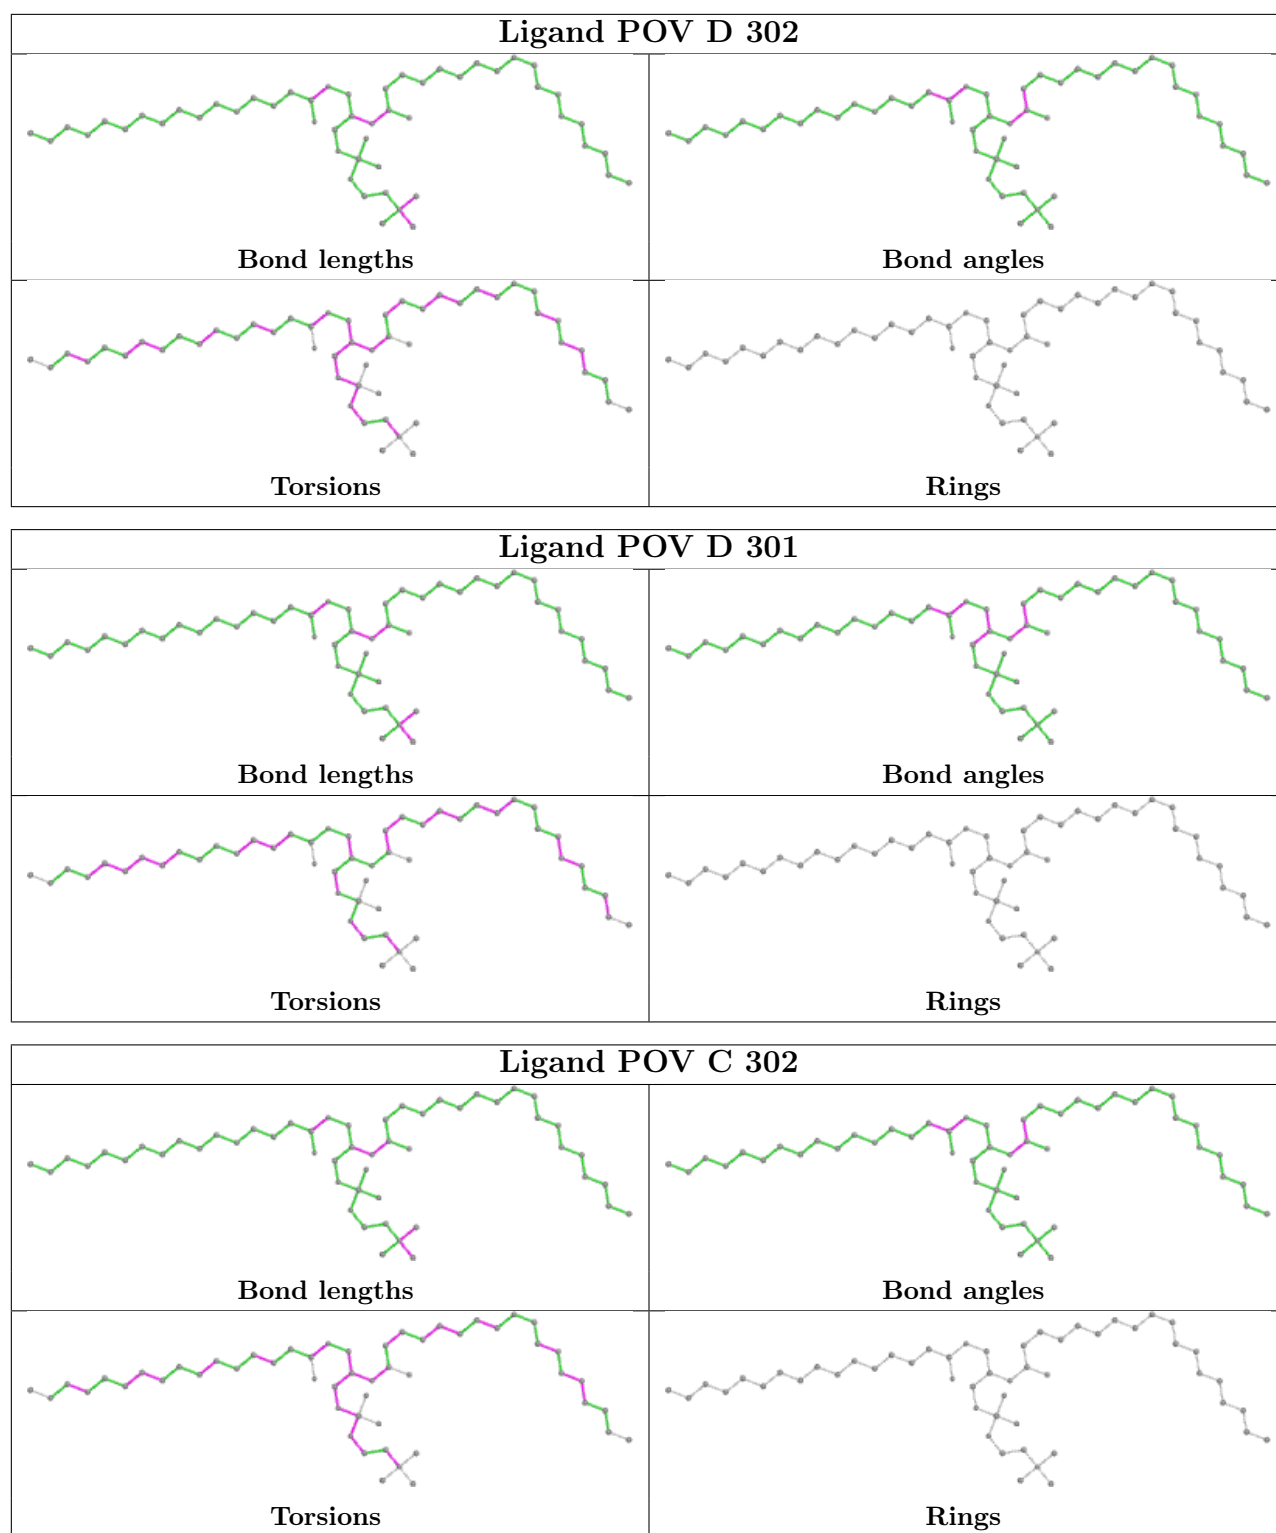 Ligand POV D 302
Bond lengths
Bond angles
Torsions
Rings
Ligand POV D 301
Bond lengths
Bond angles
Torsions
Rings
Ligand POV C 302
Bond lengths
Bond angles
Torsions
Rings